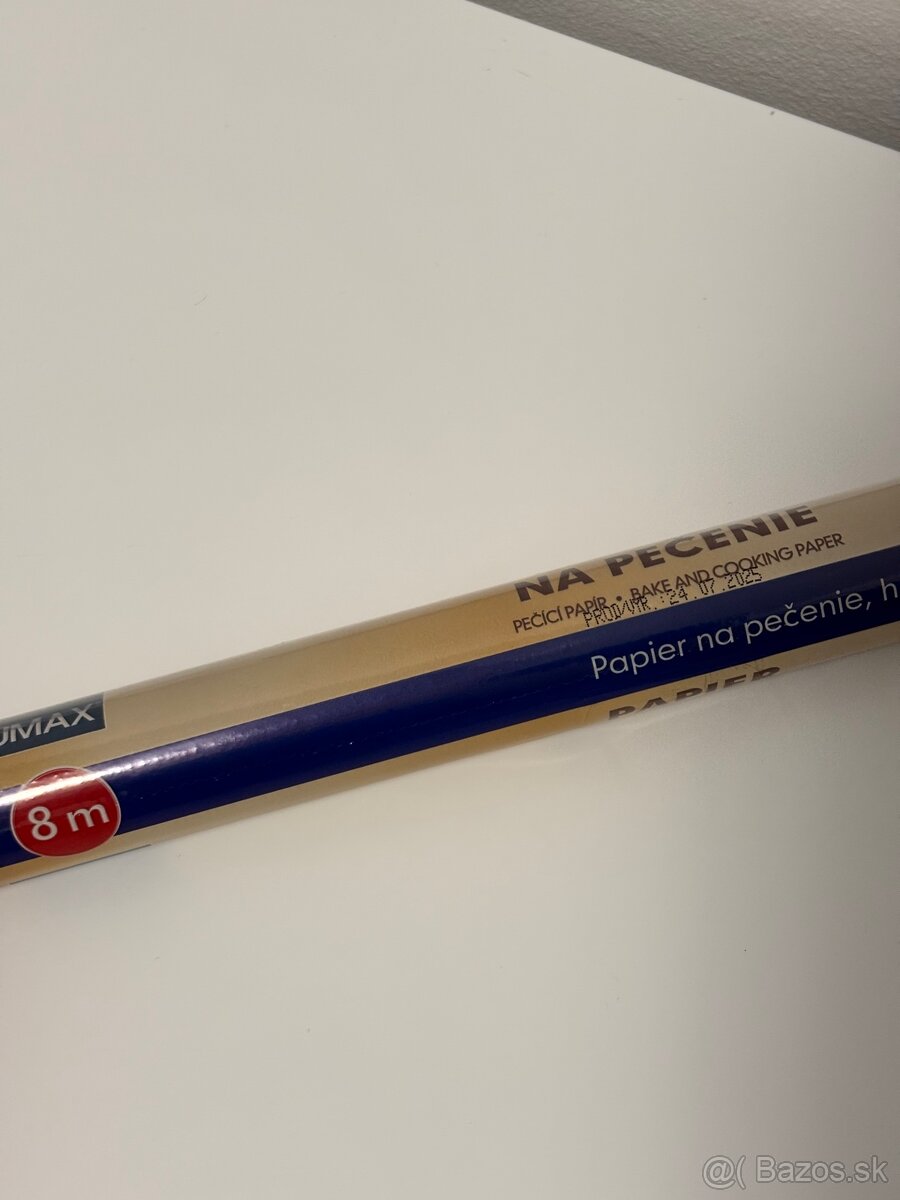 NA PEČENIE
PEČÍCÍ PAPÍR • BAKE AND COOKING PAPER
PROD/VYR.:24.07.2025
Papier na pečenie, h
PAPIER
UMAX
8 m
@( Bazos.sk